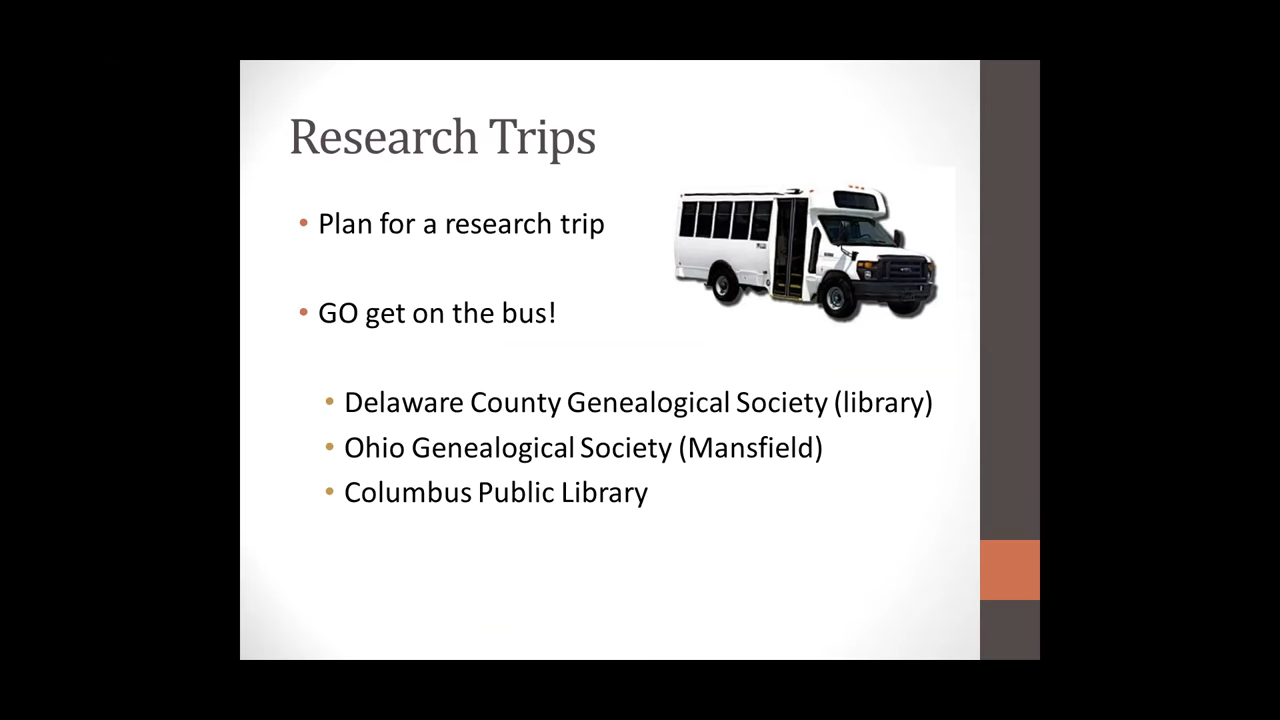 Research Trips
• Plan for a research trip
• GO get on the bus!
• Delaware County Genealogical Society (library)
• Ohio Genealogical Society (Mansfield)
• Columbus Public Library